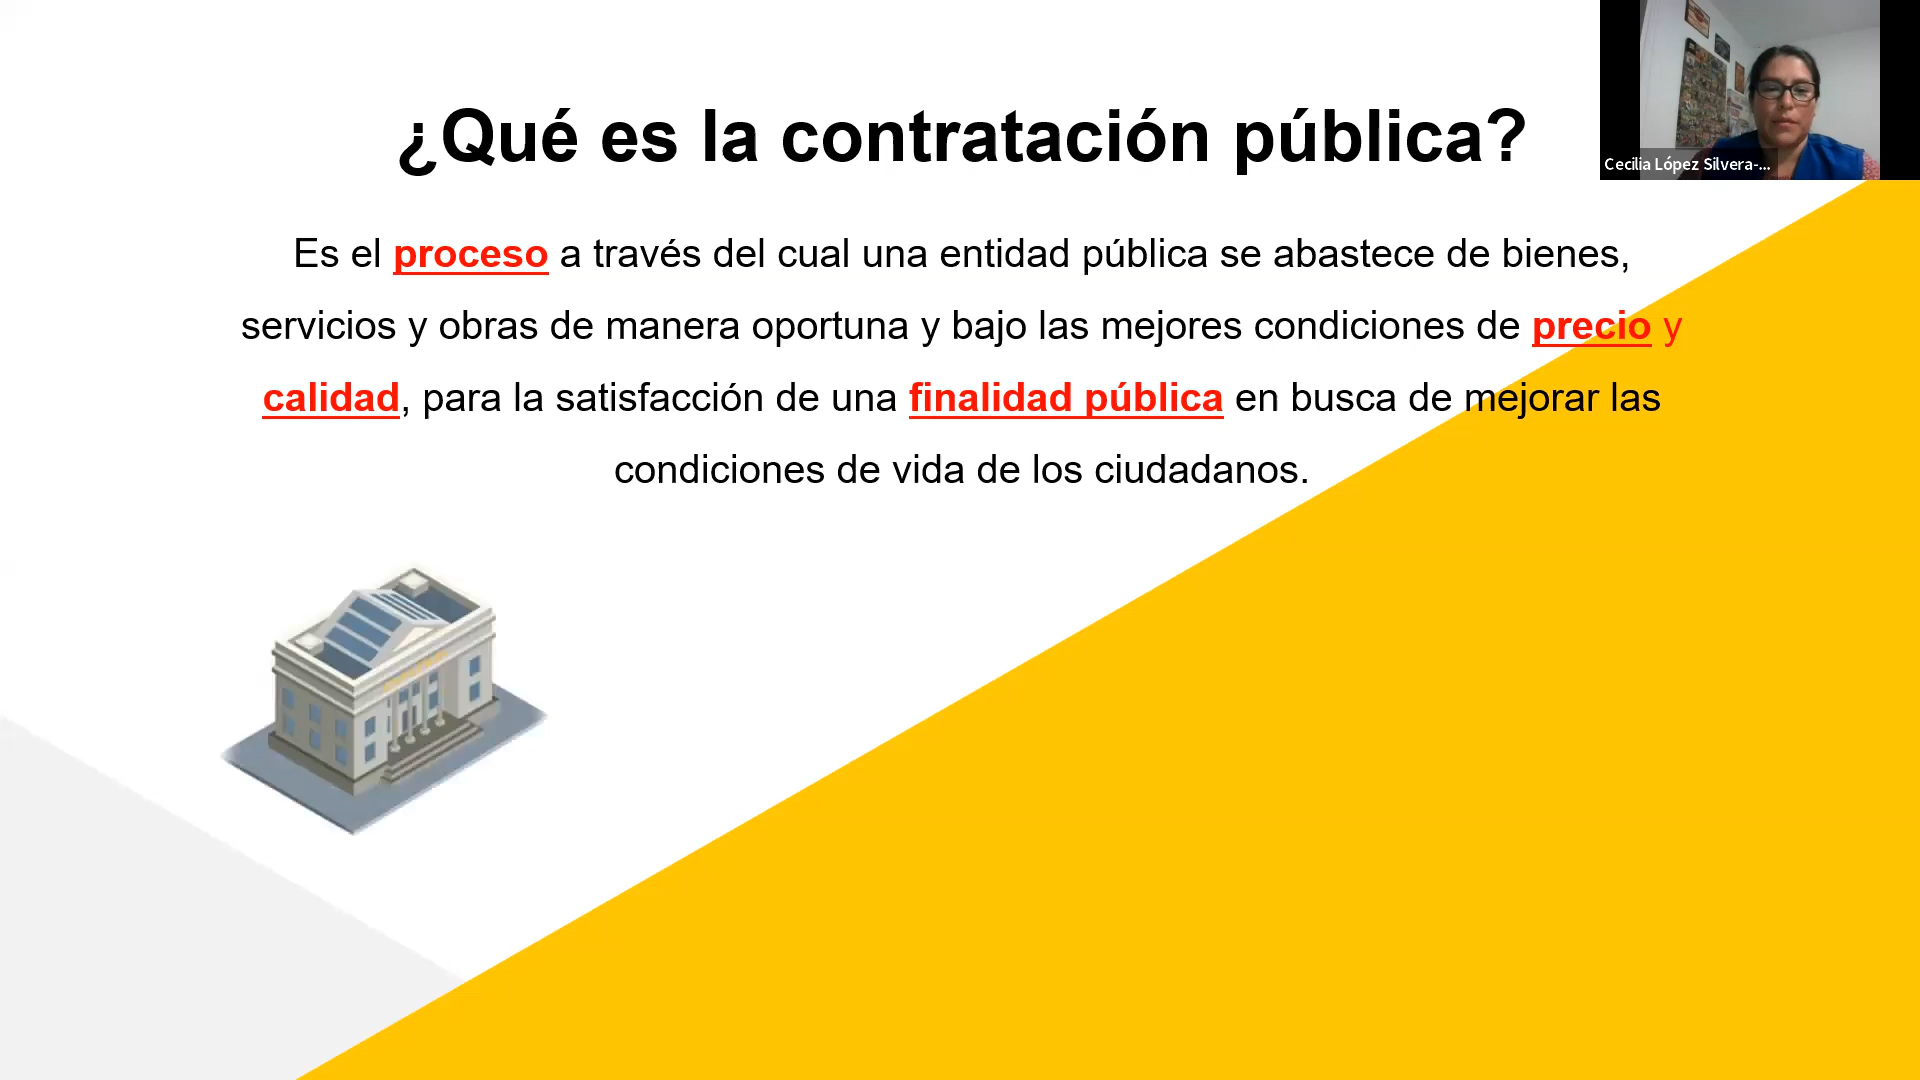 ¿Qué es la contratación pública?
Cecilia López Silvera-...
Es el proceso a través del cual una entidad pública se abastece de bienes,
servicios y obras de manera oportuna y bajo las mejores condiciones de precio y
calidad, para la satisfacción de una finalidad pública en busca de mejorar las
condiciones de vida de los ciudadanos.